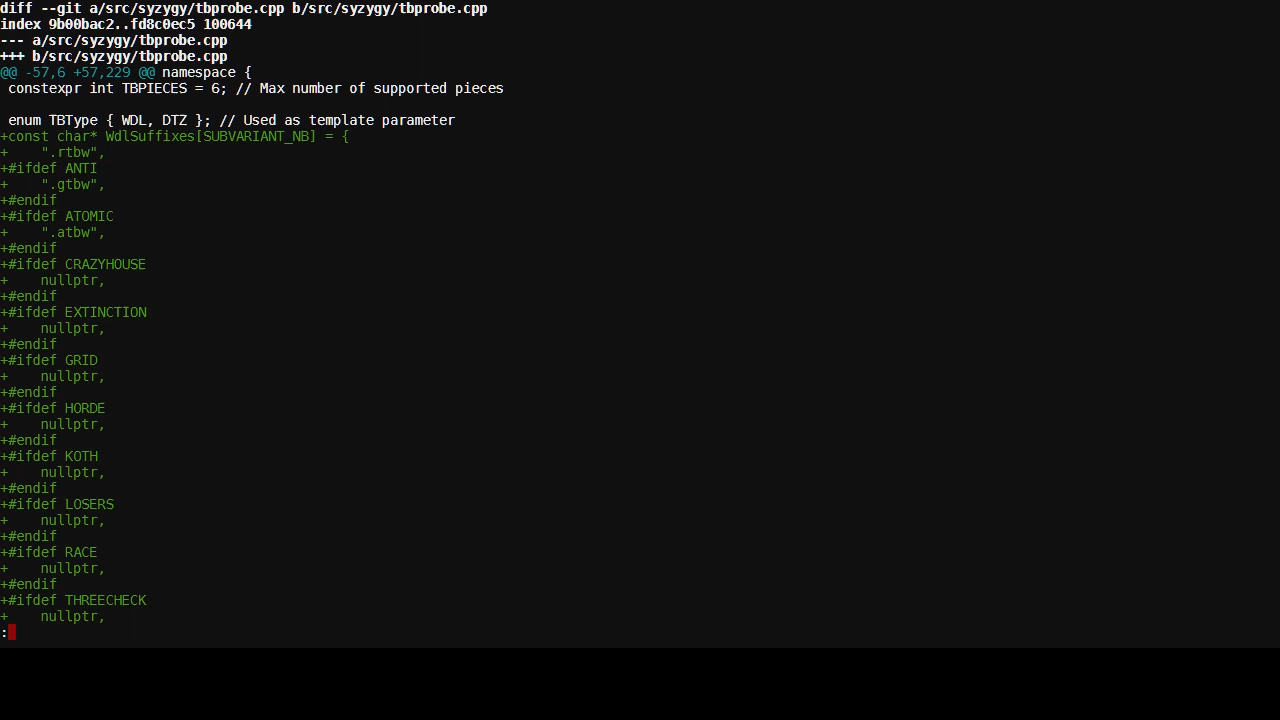 diff --git a/src/syzygy/tbprobe.cpp b/src/syzygy/tbprobe.cpp
index 9b00bac2..fd8c0ec5 100644
--- a/src/syzygy/tbprobe.cpp
+++ b/src/syzygy/tbprobe.cpp
@@ -57,6 +57,229 @@ namespace {
 constexpr int TBPIECES = 6; // Max number of supported pieces

 enum TBType { WDL, DTZ }; // Used as template parameter
+const char* WdlSuffixes[SUBVARIANT_NB] = {
+    ".rtbw",
+#ifdef ANTI
+    ".gtbw",
+#endif
+#ifdef ATOMIC
+    ".atbw",
+#endif
+#ifdef CRAZYHOUSE
+    nullptr,
+#endif
+#ifdef EXTINCTION
+    nullptr,
+#endif
+#ifdef GRID
+    nullptr,
+#endif
+#ifdef HORDE
+    nullptr,
+#endif
+#ifdef KOTH
+    nullptr,
+#endif
+#ifdef LOSERS
+    nullptr,
+#endif
+#ifdef RACE
+    nullptr,
+#endif
+#ifdef THREECHECK
+    nullptr,
: